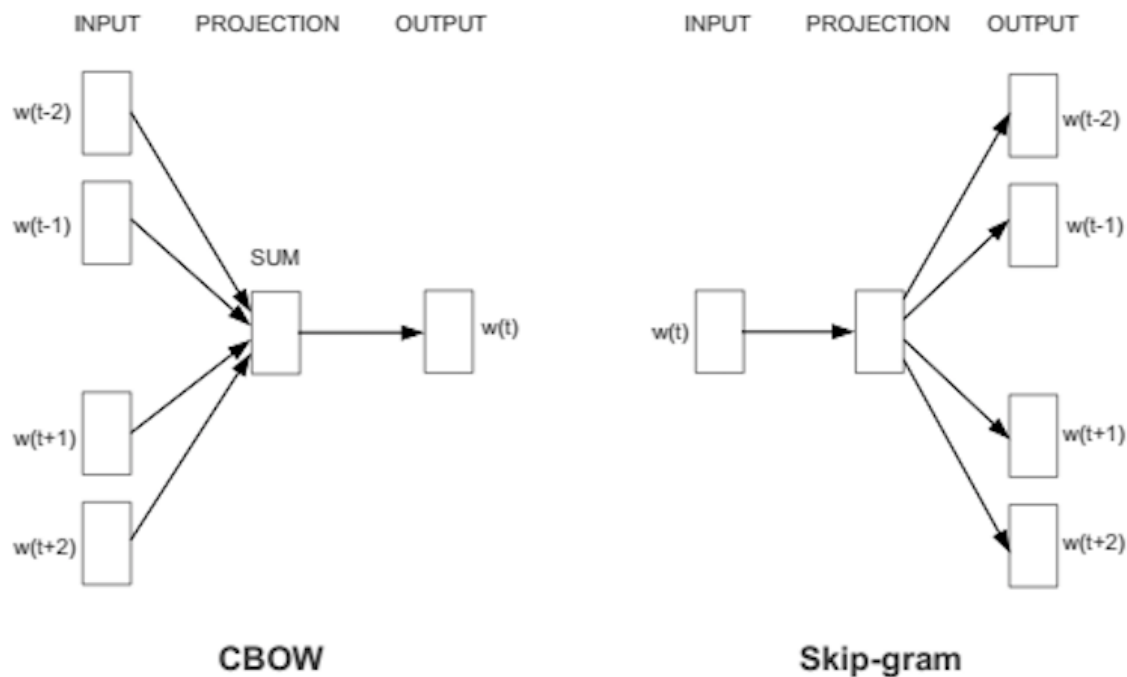 INPUT PROJECTION OUTPUT
w(t-2)
w(t-1)
SUM
w(t)
w(t+1)
w(t+2)
CBOW
INPUT PROJECTION OUTPUT
w(t-2)
w(t-1)
w(t)
w(t+1)
w(t+2)
Skip-gram